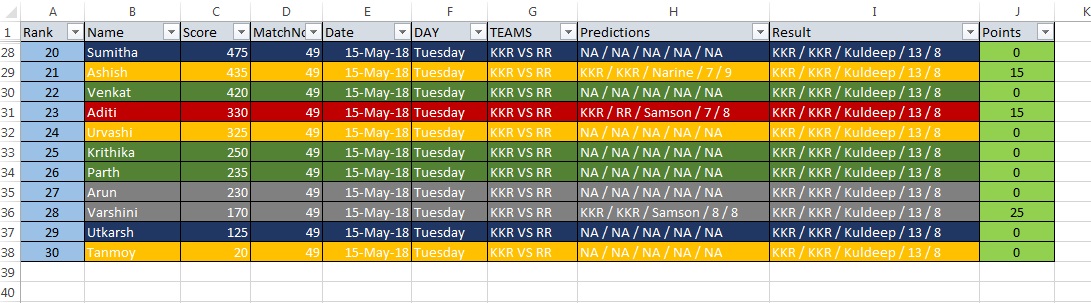 A B C D E F G H I J K
1 Rank Name Score MatchNo Date DAY TEAMS Predictions Result Points
28 20 Sumitha 475 49 15-May-18 Tuesday KKR VS RR NA / NA / NA / NA / NA KKR / KKR / Kuldeep / 13 / 8 0
29 21 Ashish 435 49 15-May-18 Tuesday KKR VS RR KKR / KKR / Narine / 7 / 9 KKR / KKR / Kuldeep / 13 / 8 15
30 22 Venkat 420 49 15-May-18 Tuesday KKR VS RR NA / NA / NA / NA / NA KKR / KKR / Kuldeep / 13 / 8 0
31 23 Aditi 330 49 15-May-18 Tuesday KKR VS RR KKR / RR / Samson / 7 / 8 KKR / KKR / Kuldeep / 13 / 8 15
32 24 Urvashi 325 49 15-May-18 Tuesday KKR VS RR NA / NA / NA / NA / NA KKR / KKR / Kuldeep / 13 / 8 0
33 25 Krithika 250 49 15-May-18 Tuesday KKR VS RR NA / NA / NA / NA / NA KKR / KKR / Kuldeep / 13 / 8 0
34 26 Parth 235 49 15-May-18 Tuesday KKR VS RR NA / NA / NA / NA / NA KKR / KKR / Kuldeep / 13 / 8 0
35 27 Arun 230 49 15-May-18 Tuesday KKR VS RR NA / NA / NA / NA / NA KKR / KKR / Kuldeep / 13 / 8 0
36 28 Varshini 170 49 15-May-18 Tuesday KKR VS RR KKR / KKR / Samson / 8 / 8 KKR / KKR / Kuldeep / 13 / 8 25
37 29 Utkarsh 125 49 15-May-18 Tuesday KKR VS RR NA / NA / NA / NA / NA KKR / KKR / Kuldeep / 13 / 8 0
38 30 Tanmoy 20 49 15-May-18 Tuesday KKR VS RR NA / NA / NA / NA / NA KKR / KKR / Kuldeep / 13 / 8 0
39
40